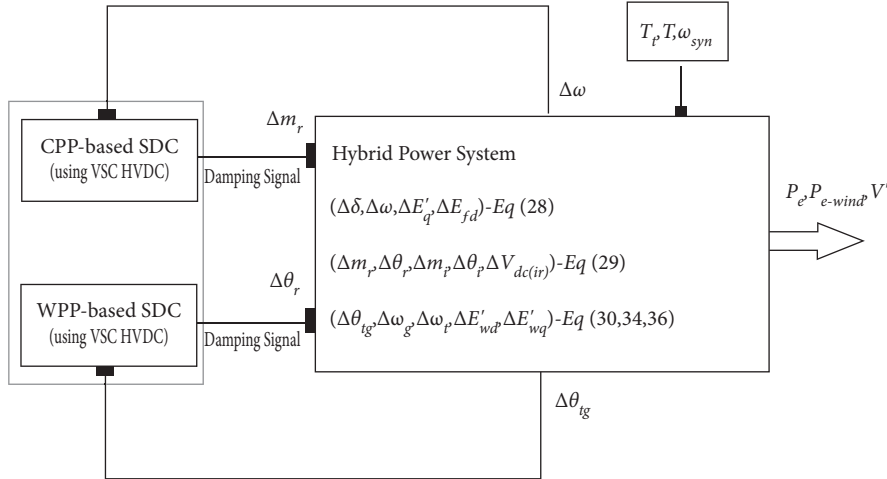 T_t,T,ω_syn
Δω
CPP-based SDC
(using VSC HVDC)
Δm_r
Damping Signal
Hybrid Power System
(Δδ,Δω,ΔE'_q,ΔE_fd)-Eq (28)
P_e,P_e-wind,V'
(Δm_r,Δθ_r,Δm_i,Δθ_i,ΔV_dc(ir))-Eq (29)
Δθ_r
WPP-based SDC
(using VSC HVDC)
Damping Signal
(Δθ_tg,Δω_g,Δω_t,ΔE'_wd,ΔE'_wq)-Eq (30,34,36)
Δθ_tg